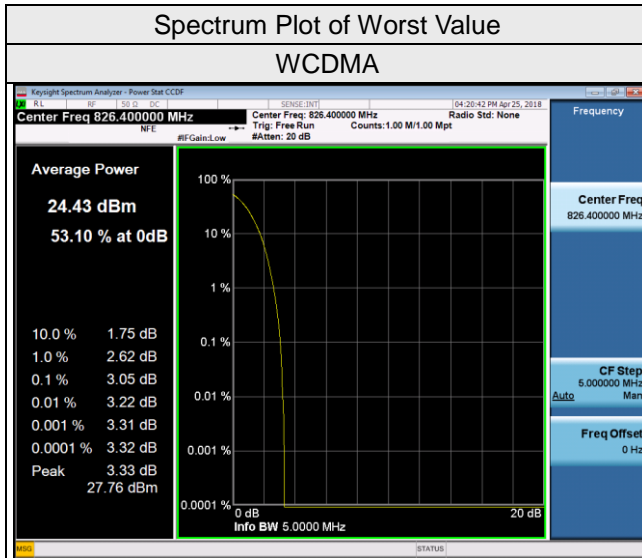 Spectrum Plot of Worst Value
WCDMA
Keysight Spectrum Analyzer - Power Stat CCDF
RL RF 50 Ω DC SENSE:INT 04:20:42 PM Apr 25, 2018
Center Freq 826.400000 MHz Center Freq: 826.400000 MHz Radio Std: None
NFE Trig: Free Run Counts:1.00 M/1.00 Mpt
#IFGain:Low #Atten: 20 dB
Frequency
Average Power
24.43 dBm
53.10 % at 0dB
10.0 % 1.75 dB
1.0 % 2.62 dB
0.1 % 3.05 dB
0.01 % 3.22 dB
0.001 % 3.31 dB
0.0001 % 3.32 dB
Peak 3.33 dB
27.76 dBm
100 %
10 %
1 %
0.1 %
0.01 %
0.001 %
0.0001 %
0 dB 20 dB
Info BW 5.0000 MHz
Center Freq
826.400000 MHz
CF Step
5.000000 MHz
Auto Man
Freq Offset
0 Hz
MSG STATUS